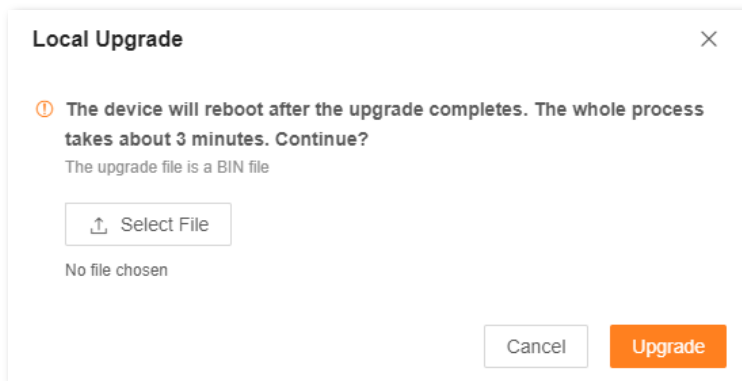 Local Upgrade
The device will reboot after the upgrade completes. The whole process
takes about 3 minutes. Continue?
The upgrade file is a BIN file
Select File
No file chosen
Cancel
Upgrade